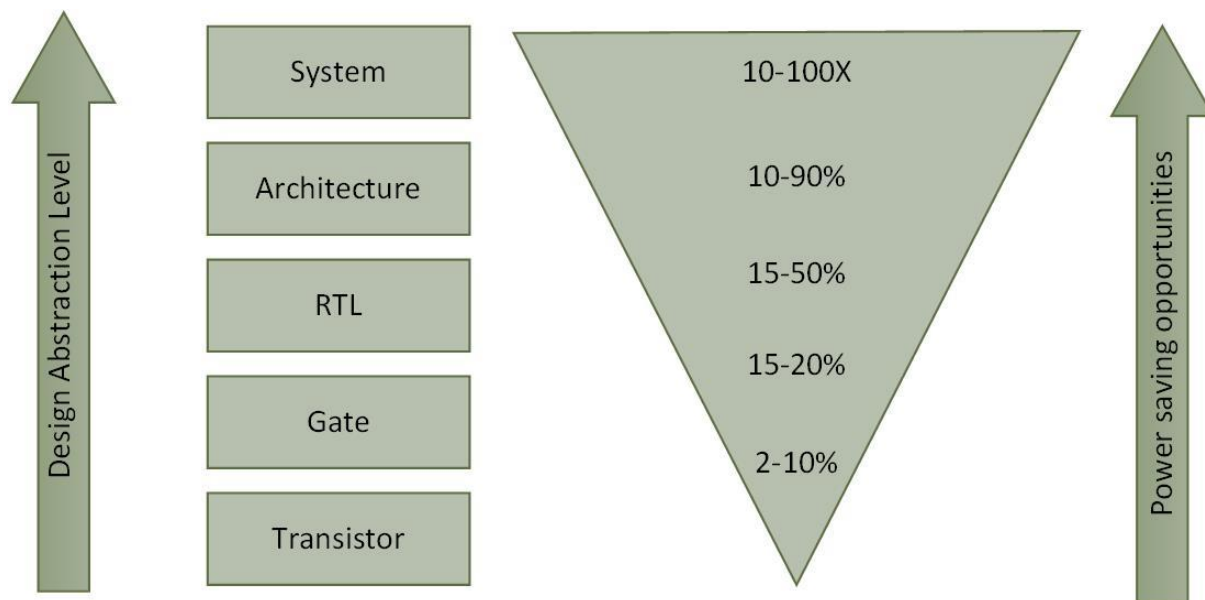 Design Abstraction Level
System
Architecture
RTL
Gate
Transistor
10-100X
10-90%
15-50%
15-20%
2-10%
Power saving opportunities